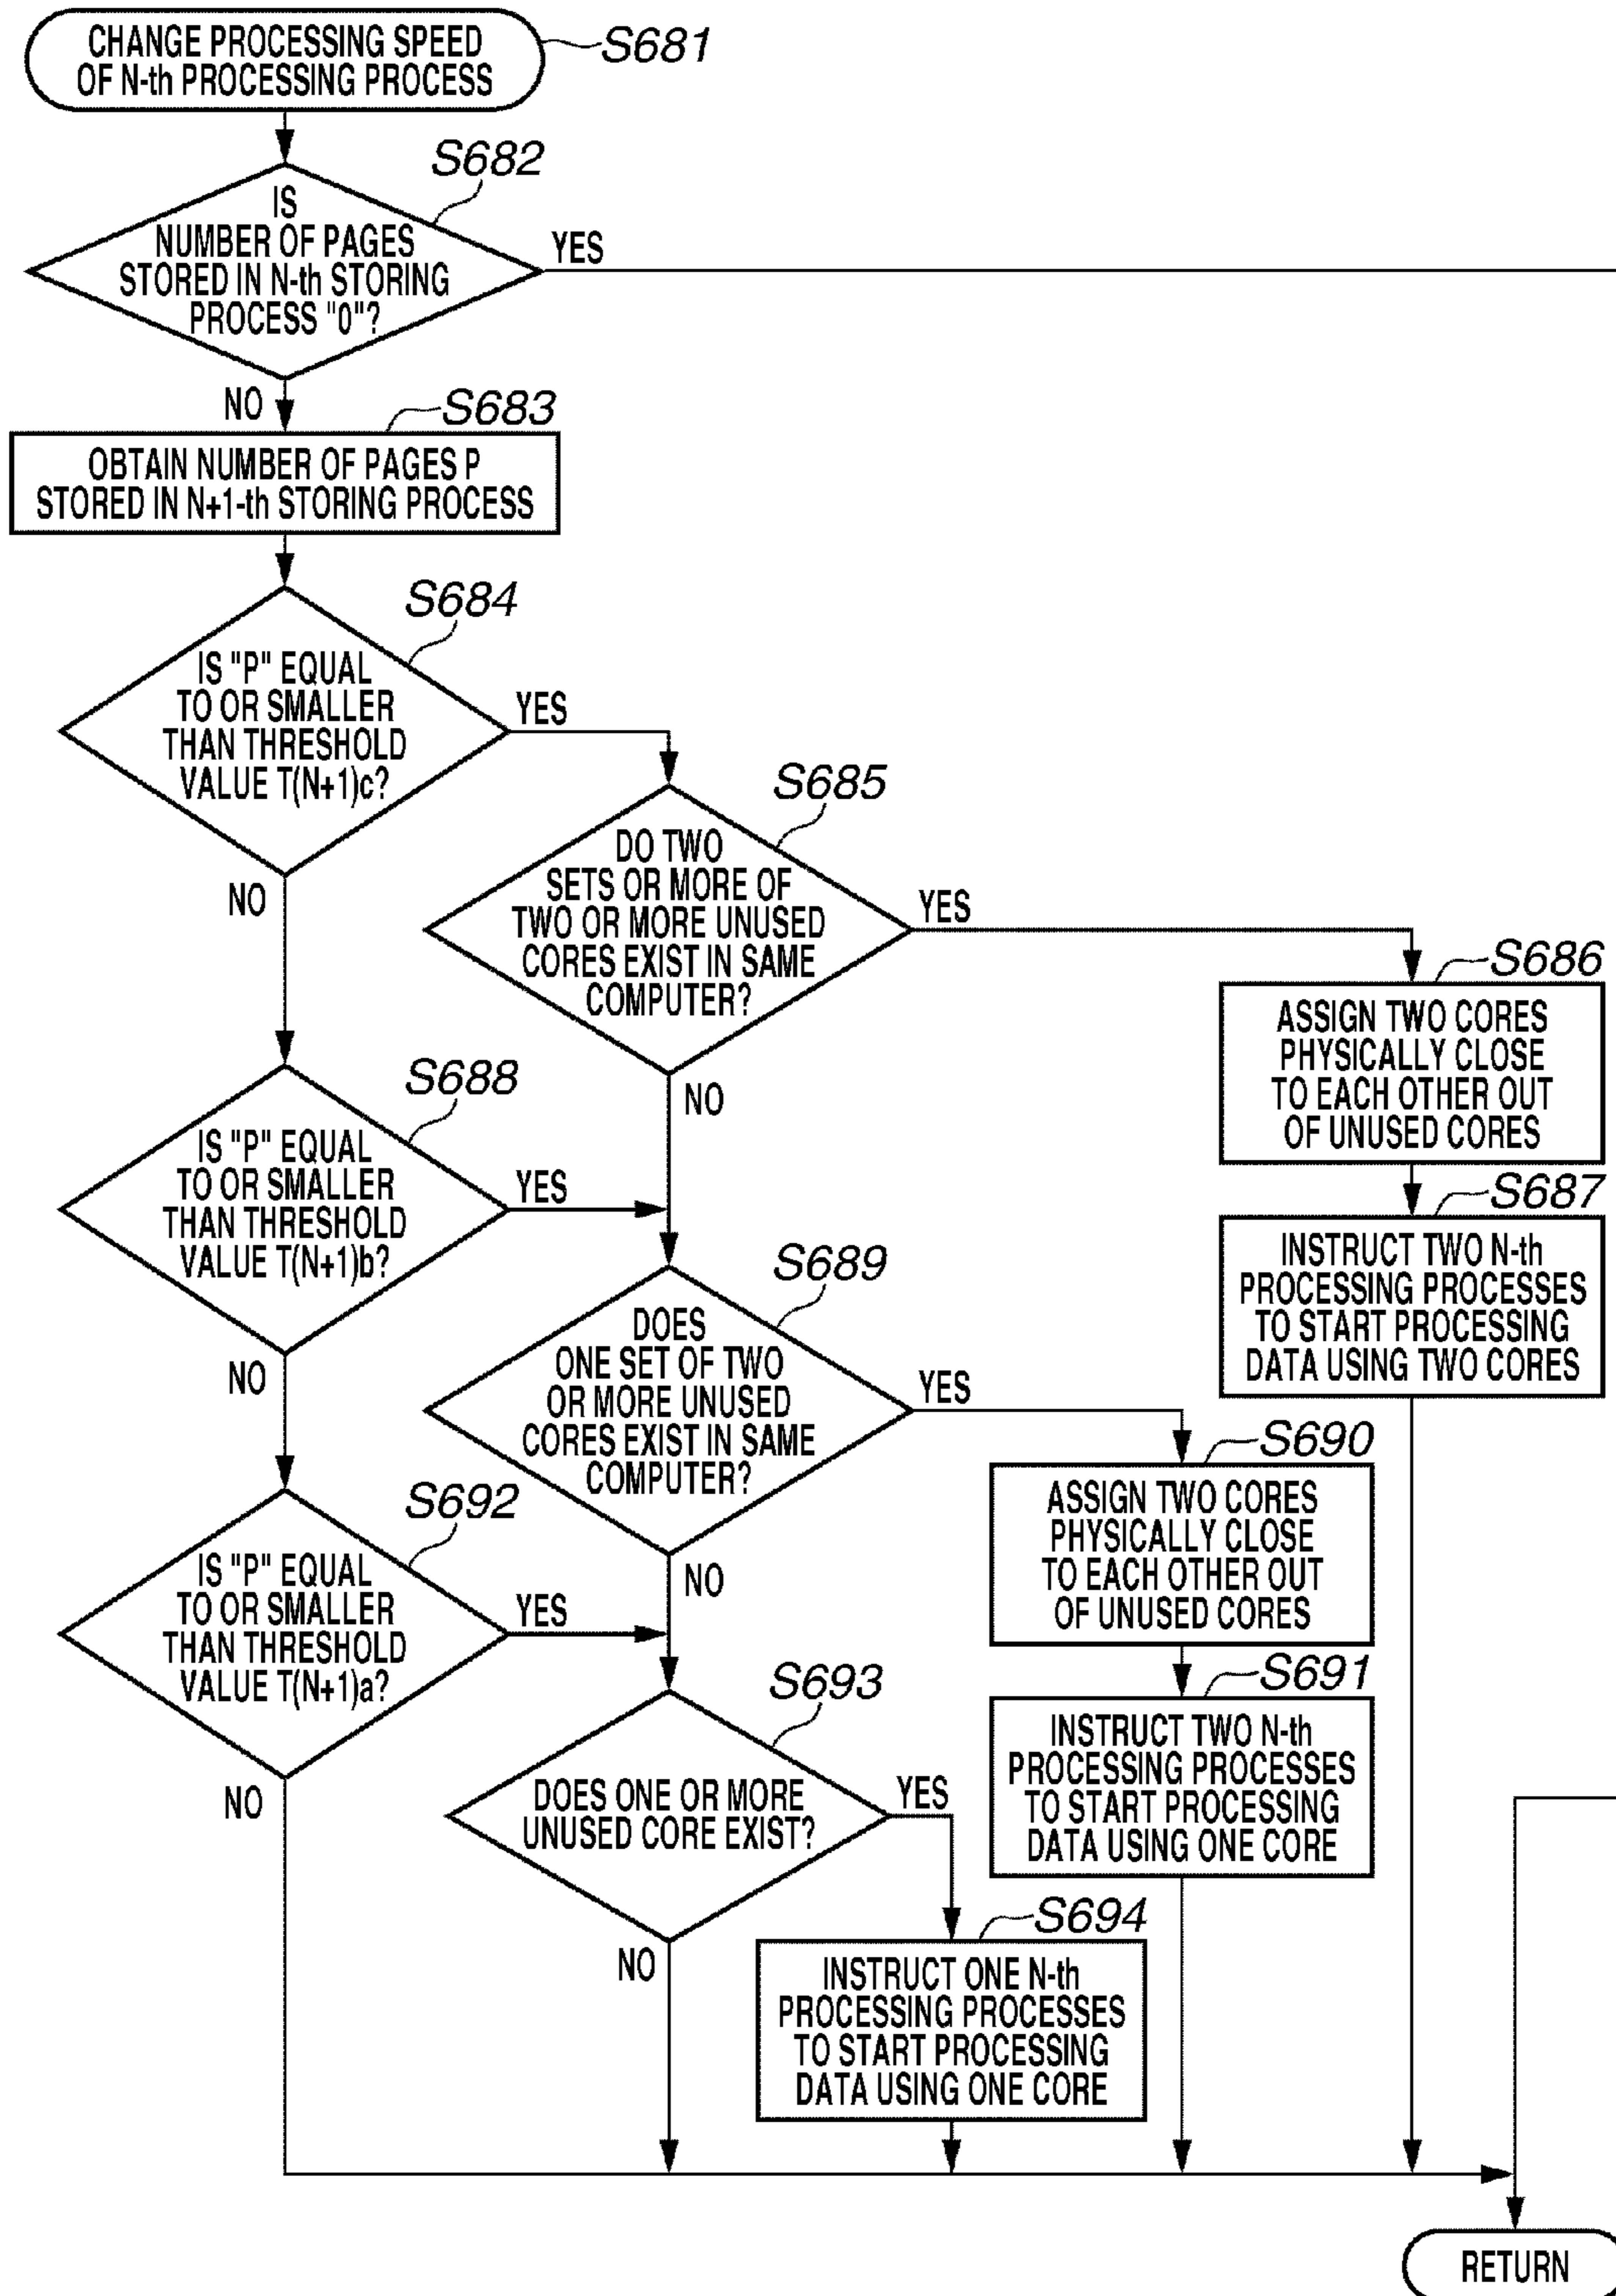 CHANGE PROCESSING SPEED
OF N-th PROCESSING PROCESS
S681
S682
IS
NUMBER OF PAGES
STORED IN N-th STORING
PROCESS "0"?
YES
NO
S683
OBTAIN NUMBER OF PAGES P
STORED IN N+1-th STORING PROCESS
S684
IS "P" EQUAL
TO OR SMALLER
THAN THRESHOLD
VALUE T(N+1)c?
YES
NO
S685
DO TWO
SETS OR MORE OF
TWO OR MORE UNUSED
CORES EXIST IN SAME
COMPUTER?
YES
NO
S686
ASSIGN TWO CORES
PHYSICALLY CLOSE
TO EACH OTHER OUT
OF UNUSED CORES
S687
INSTRUCT TWO N-th
PROCESSING PROCESSES
TO START PROCESSING
DATA USING TWO CORES
S688
IS "P" EQUAL
TO OR SMALLER
THAN THRESHOLD
VALUE T(N+1)b?
YES
NO
S689
DOES
ONE SET OF TWO
OR MORE UNUSED
CORES EXIST IN SAME
COMPUTER?
YES
NO
S690
ASSIGN TWO CORES
PHYSICALLY CLOSE
TO EACH OTHER OUT
OF UNUSED CORES
S691
INSTRUCT TWO N-th
PROCESSING PROCESSES
TO START PROCESSING
DATA USING ONE CORE
S692
IS "P" EQUAL
TO OR SMALLER
THAN THRESHOLD
VALUE T(N+1)a?
YES
NO
S693
DOES ONE OR MORE
UNUSED CORE EXIST?
YES
NO
S694
INSTRUCT ONE N-th
PROCESSING PROCESSES
TO START PROCESSING
DATA USING ONE CORE
RETURN